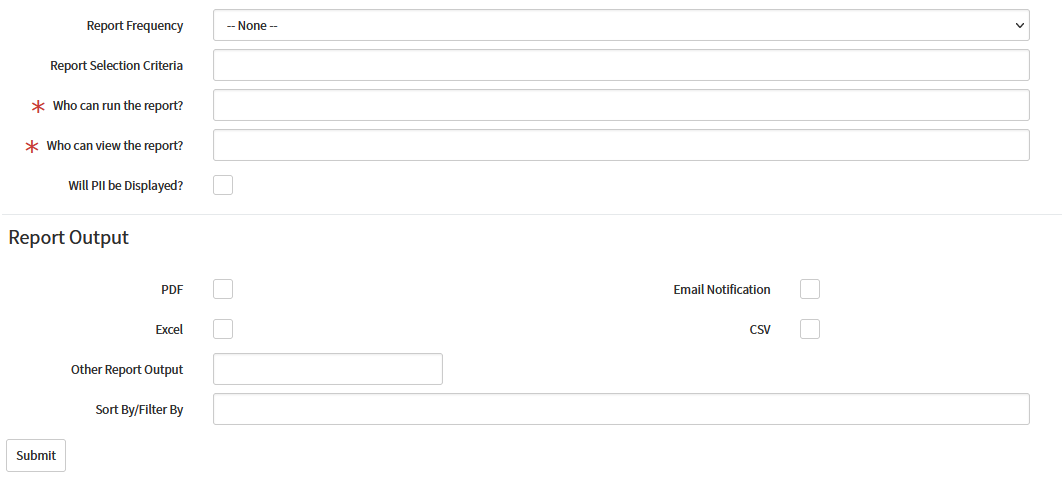 Report Frequency -- None --
Report Selection Criteria
* Who can run the report?
* Who can view the report?
Will PII be Displayed?
Report Output
PDF Email Notification
Excel CSV
Other Report Output
Sort By/Filter By
Submit